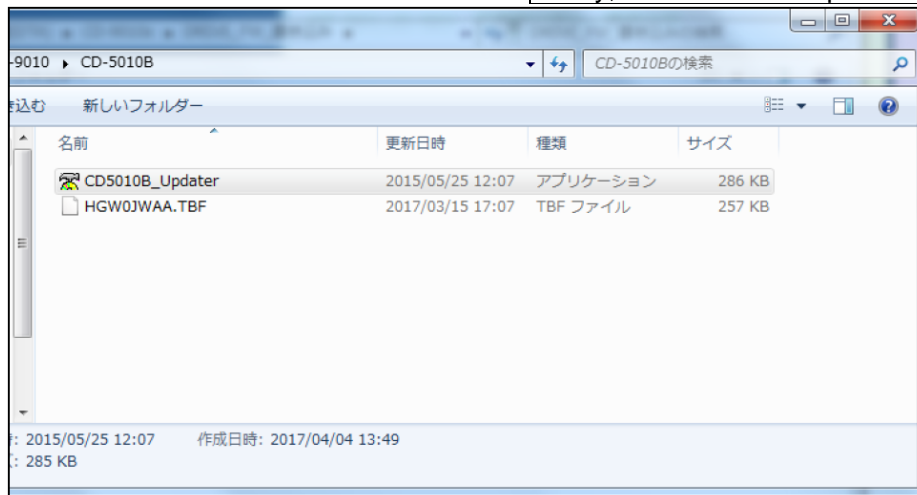 -9010 ▸ CD-5010B
CD-5010Bの検索
込む 新しいフォルダー
名前 更新日時 種類 サイズ
CD5010B_Updater 2015/05/25 12:07 アプリケーション 286 KB
HGW0JWAA.TBF 2017/03/15 17:07 TBF ファイル 257 KB
: 2015/05/25 12:07 作成日時: 2017/04/04 13:49
: 285 KB